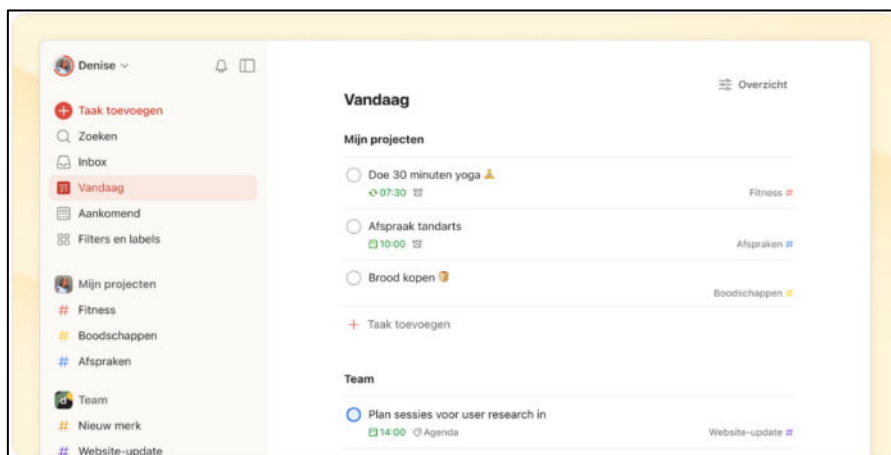 Denise
Taak toevoegen
Zoeken
Inbox
Vandaag
Aankomend
Filters en labels
Mijn projecten
# Fitness
# Boodschappen
# Afspraken
Team
# Nieuw merk
# Website-update
Overzicht
Vandaag
Mijn projecten
Doe 30 minuten yoga 🙏
07:30
Fitness #
Afspraak tandarts
10:00
Afspraken #
Brood kopen 🍞
Boodschappen #
+ Taak toevoegen
Team
Plan sessies voor user research in
14:00 Agenda
Website-update #